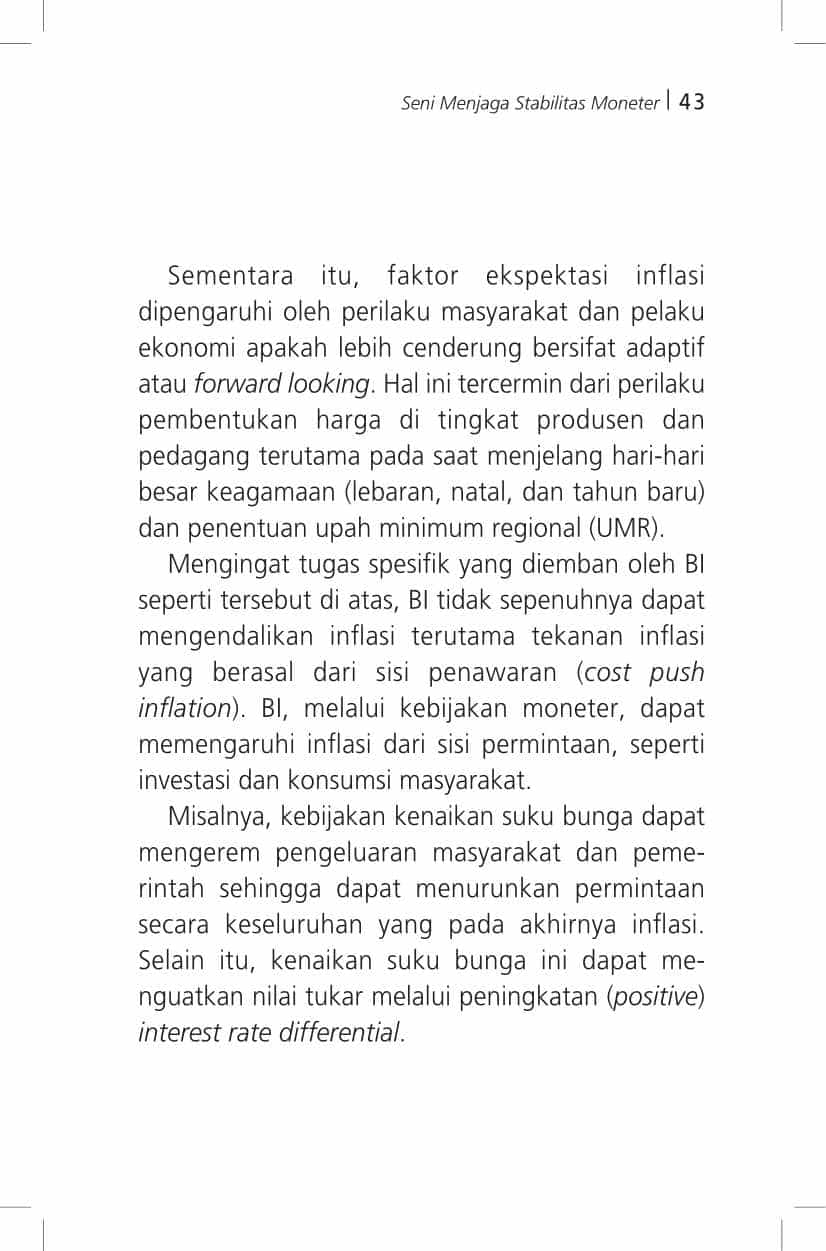 Seni Menjaga Stabilitas Moneter | 43
Sementara itu, faktor ekspektasi inflasi
dipengaruhi oleh perilaku masyarakat dan pelaku
ekonomi apakah lebih cenderung bersifat adaptif
atau forward looking. Hal ini tercermin dari perilaku
pembentukan harga di tingkat produsen dan
pedagang terutama pada saat menjelang hari-hari
besar keagamaan (lebaran, natal, dan tahun baru)
dan penentuan upah minimum regional (UMR).
Mengingat tugas spesifik yang diemban oleh BI
seperti tersebut di atas, BI tidak sepenuhnya dapat
mengendalikan inflasi terutama tekanan inflasi
yang berasal dari sisi penawaran (cost push
inflation). BI, melalui kebijakan moneter, dapat
memengaruhi inflasi dari sisi permintaan, seperti
investasi dan konsumsi masyarakat.
Misalnya, kebijakan kenaikan suku bunga dapat
mengerem pengeluaran masyarakat dan peme-
rintah sehingga dapat menurunkan permintaan
secara keseluruhan yang pada akhirnya inflasi.
Selain itu, kenaikan suku bunga ini dapat me-
nguatkan nilai tukar melalui peningkatan (positive)
interest rate differential.